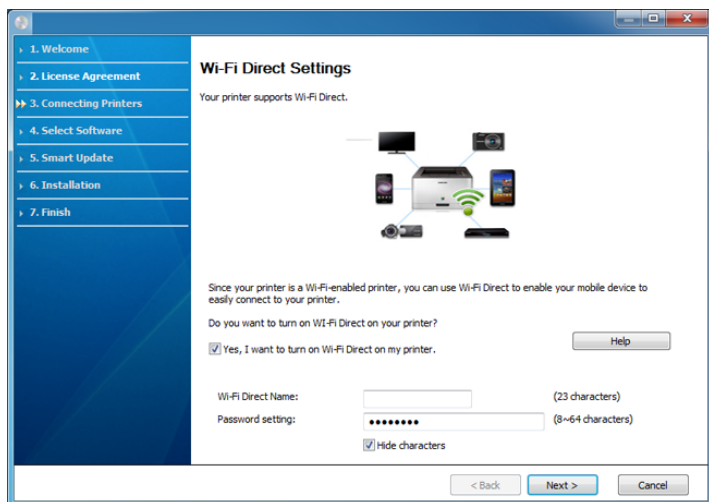 1. Welcome
2. License Agreement
3. Connecting Printers
4. Select Software
5. Smart Update
6. Installation
7. Finish
Wi-Fi Direct Settings
Your printer supports Wi-Fi Direct.
Since your printer is a Wi-Fi-enabled printer, you can use Wi-Fi Direct to enable your mobile device to
easily connect to your printer.
Do you want to turn on WI-Fi Direct on your printer?
Yes, I want to turn on Wi-Fi Direct on my printer.
Help
Wi-Fi Direct Name: (23 characters)
Password setting: ●●●●●●●● (8~64 characters)
Hide characters
< Back Next > Cancel